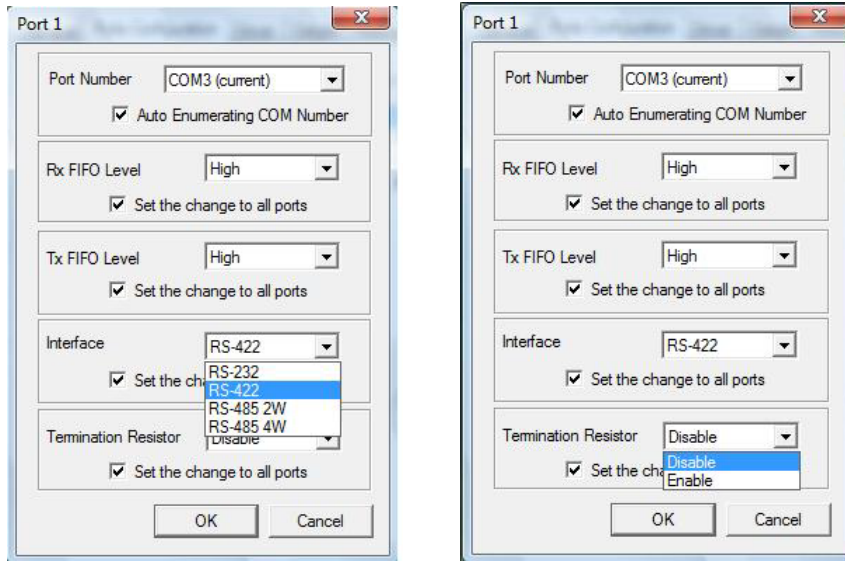 Port 1
Port Number COM3 (current)
Auto Enumerating COM Number
Rx FIFO Level High
Set the change to all ports
Tx FIFO Level High
Set the change to all ports
Interface RS-422
RS-232
Set the ch
RS-422
RS-485 2W
RS-485 4W
Termination Resistor Disable
Set the change to all ports
OK Cancel
Port 1
Port Number COM3 (current)
Auto Enumerating COM Number
Rx FIFO Level High
Set the change to all ports
Tx FIFO Level High
Set the change to all ports
Interface RS-422
Set the change to all ports
Termination Resistor Disable
Disable
Set the cha
Enable
OK Cancel